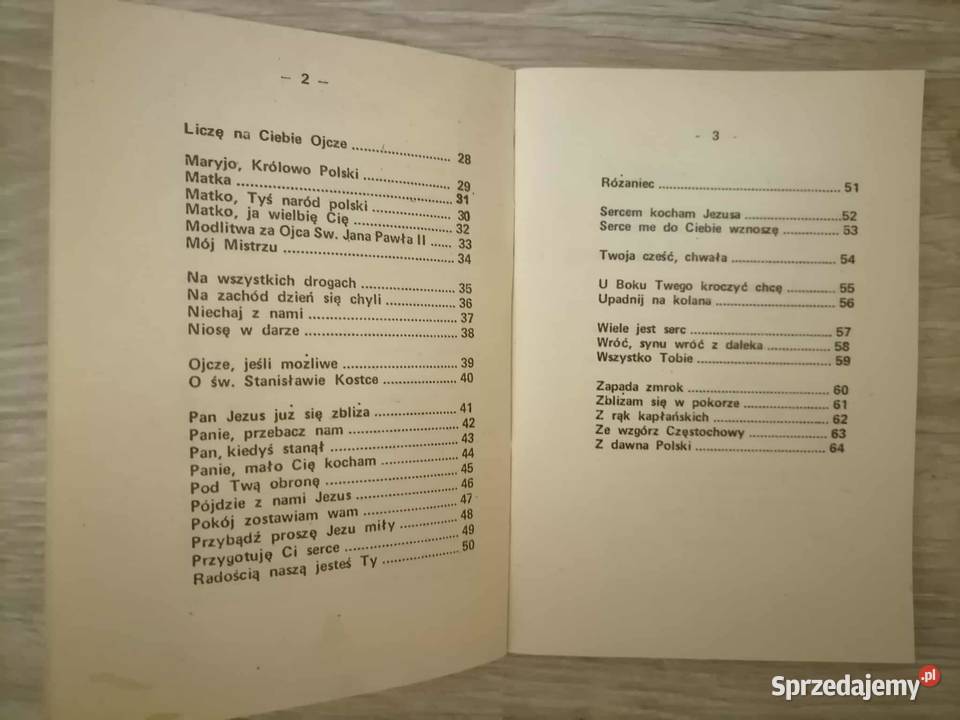 – 2 –
Liczę na Ciebie Ojcze .................... 28
Maryjo, Królowo Polski .................... 29
Matka .................... 31
Matko, Tyś naród polski .................... 30
Matko, ja wielbię Cię .................... 32
Modlitwa za Ojca Św. Jana Pawła II ...... 33
Mój Mistrzu .................... 34
Na wszystkich drogach .................... 35
Na zachód dzień się chyli .................... 36
Niechaj z nami .................... 37
Niosę w darze .................... 38
Ojcze, jeśli możliwe .................... 39
O św. Stanisławie Kostce .................... 40
Pan Jezus już się zbliża .................... 41
Panie, przebacz nam .................... 42
Pan, kiedyś stanął .................... 43
Panie, mało Cię kocham .................... 44
Pod Twą obronę .................... 45
Pójdzie z nami Jezus .................... 46
Pokój zostawiam wam .................... 47
Przybądź proszę Jezu miły .................... 48
Przygotuję Ci serce .................... 49
Radością naszą jesteś Ty .................... 50
- 3 -
Różaniec .................... 51
Sercem kocham Jezusa .................... 52
Serce me do Ciebie wznoszę .................... 53
Twoja cześć, chwała .................... 54
U Boku Twego kroczyć chcę .................... 55
Upadnij na kolana .................... 56
Wiele jest serc .................... 57
Wróć, synu wróć z daleka .................... 58
Wszystko Tobie .................... 59
Zapada zmrok .................... 60
Zbliżam się w pokorze .................... 61
Z rąk kapłańskich .................... 62
Ze wzgórz Częstochowy .................... 63
Z dawna Polski .................... 64
Sprzedajemy.pl